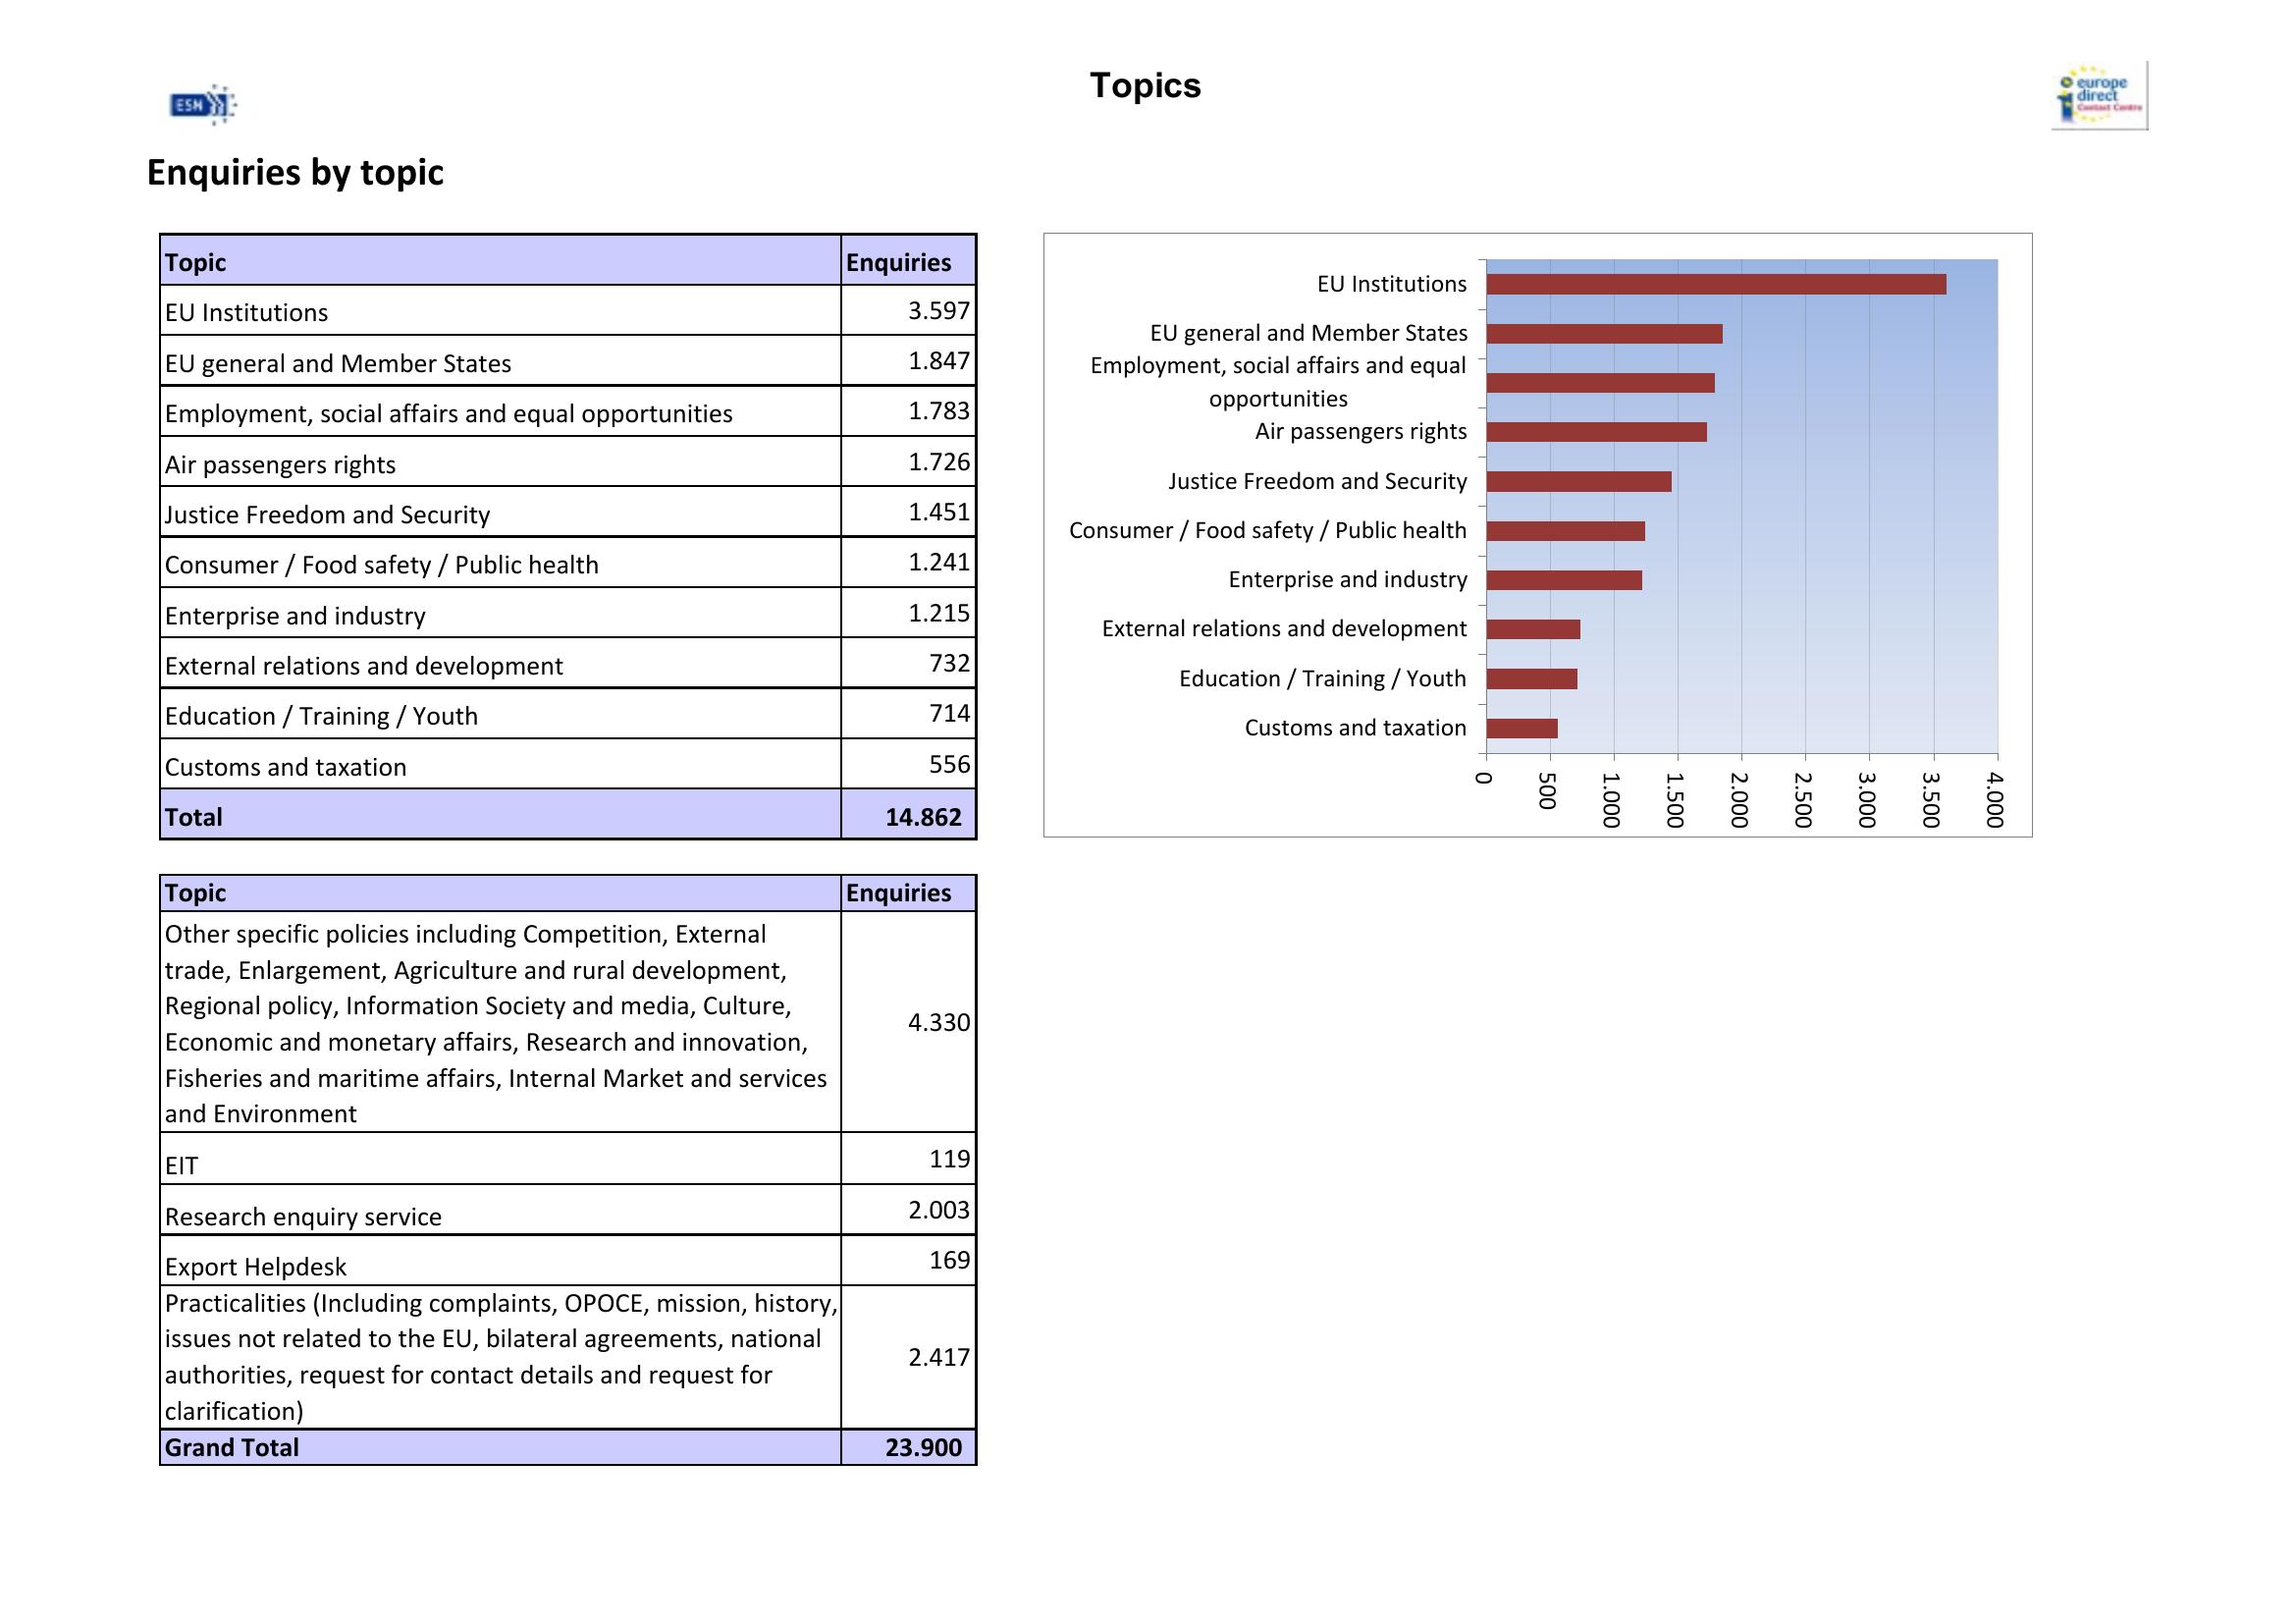 Topics
ESN
europe
direct
Contact Centre
Enquiries by topic
Topic Enquiries
EU Institutions 3.597
EU general and Member States 1.847
Employment, social affairs and equal opportunities 1.783
Air passengers rights 1.726
Justice Freedom and Security 1.451
Consumer / Food safety / Public health 1.241
Enterprise and industry 1.215
External relations and development 732
Education / Training / Youth 714
Customs and taxation 556
Total 14.862
EU Institutions
EU general and Member States
Employment, social affairs and equal
opportunities
Air passengers rights
Justice Freedom and Security
Consumer / Food safety / Public health
Enterprise and industry
External relations and development
Education / Training / Youth
Customs and taxation
0 500 1.000 1.500 2.000 2.500 3.000 3.500 4.000
Topic Enquiries
Other specific policies including Competition, External
trade, Enlargement, Agriculture and rural development,
Regional policy, Information Society and media, Culture,
Economic and monetary affairs, Research and innovation,
Fisheries and maritime affairs, Internal Market and services
and Environment
4.330
EIT 119
Research enquiry service 2.003
Export Helpdesk 169
Practicalities (Including complaints, OPOCE, mission, history,
issues not related to the EU, bilateral agreements, national
authorities, request for contact details and request for
clarification)
2.417
Grand Total 23.900